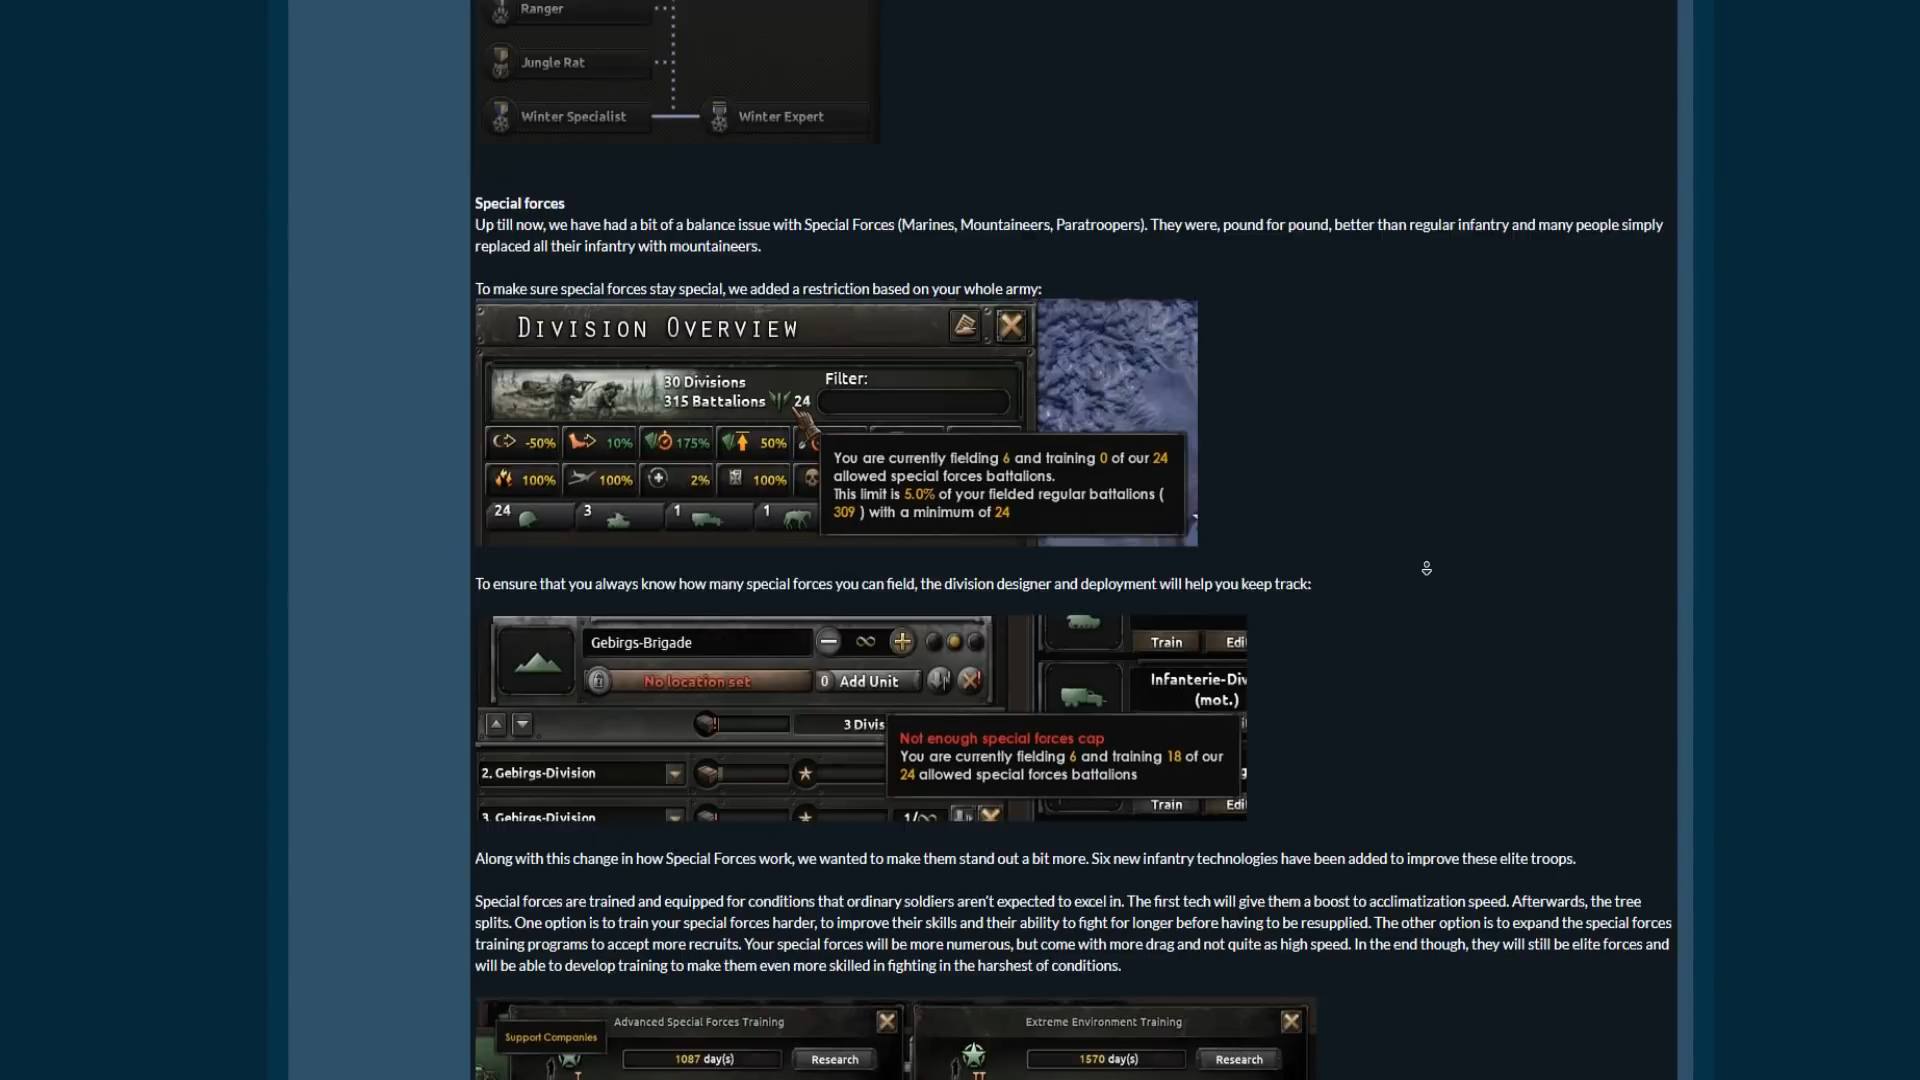 Ranger
Jungle Rat
Winter Specialist
Winter Expert
Special forces
Up till now, we have had a bit of a balance issue with Special Forces (Marines, Mountaineers, Paratroopers). They were, pound for pound, better than regular infantry and many people simply
replaced all their infantry with mountaineers.
To make sure special forces stay special, we added a restriction based on your whole army:
DIVISION OVERVIEW
30 Divisions
Filter:
315 Battalions 24
-50% 10% 175% 50%
100% 100% 2% 100%
24 3 1 1
You are currently fielding 6 and training 0 of our 24
allowed special forces battalions.
This limit is 5.0% of your fielded regular battalions (
309 ) with a minimum of 24
To ensure that you always know how many special forces you can field, the division designer and deployment will help you keep track:
Gebirgs-Brigade
∞
No location set
0 Add Unit
3 Divis
2. Gebirgs-Division
3. Gebirgs-Division
1/∞
Train Edi
Infanterie-Div
(mot.)
Not enough special forces cap
You are currently fielding 6 and training 18 of our
24 allowed special forces battalions
Train Edi
Along with this change in how Special Forces work, we wanted to make them stand out a bit more. Six new infantry technologies have been added to improve these elite troops.
Special forces are trained and equipped for conditions that ordinary soldiers aren't expected to excel in. The first tech will give them a boost to acclimatization speed. Afterwards, the tree
splits. One option is to train your special forces harder, to improve their skills and their ability to fight for longer before having to be resupplied. The other option is to expand the special forces
training programs to accept more recruits. Your special forces will be more numerous, but come with more drag and not quite as high speed. In the end though, they will still be elite forces and
will be able to develop training to make them even more skilled in fighting in the harshest of conditions.
Advanced Special Forces Training
Support Companies
1087 day(s)
Research
I
Extreme Environment Training
1570 day(s)
Research
II